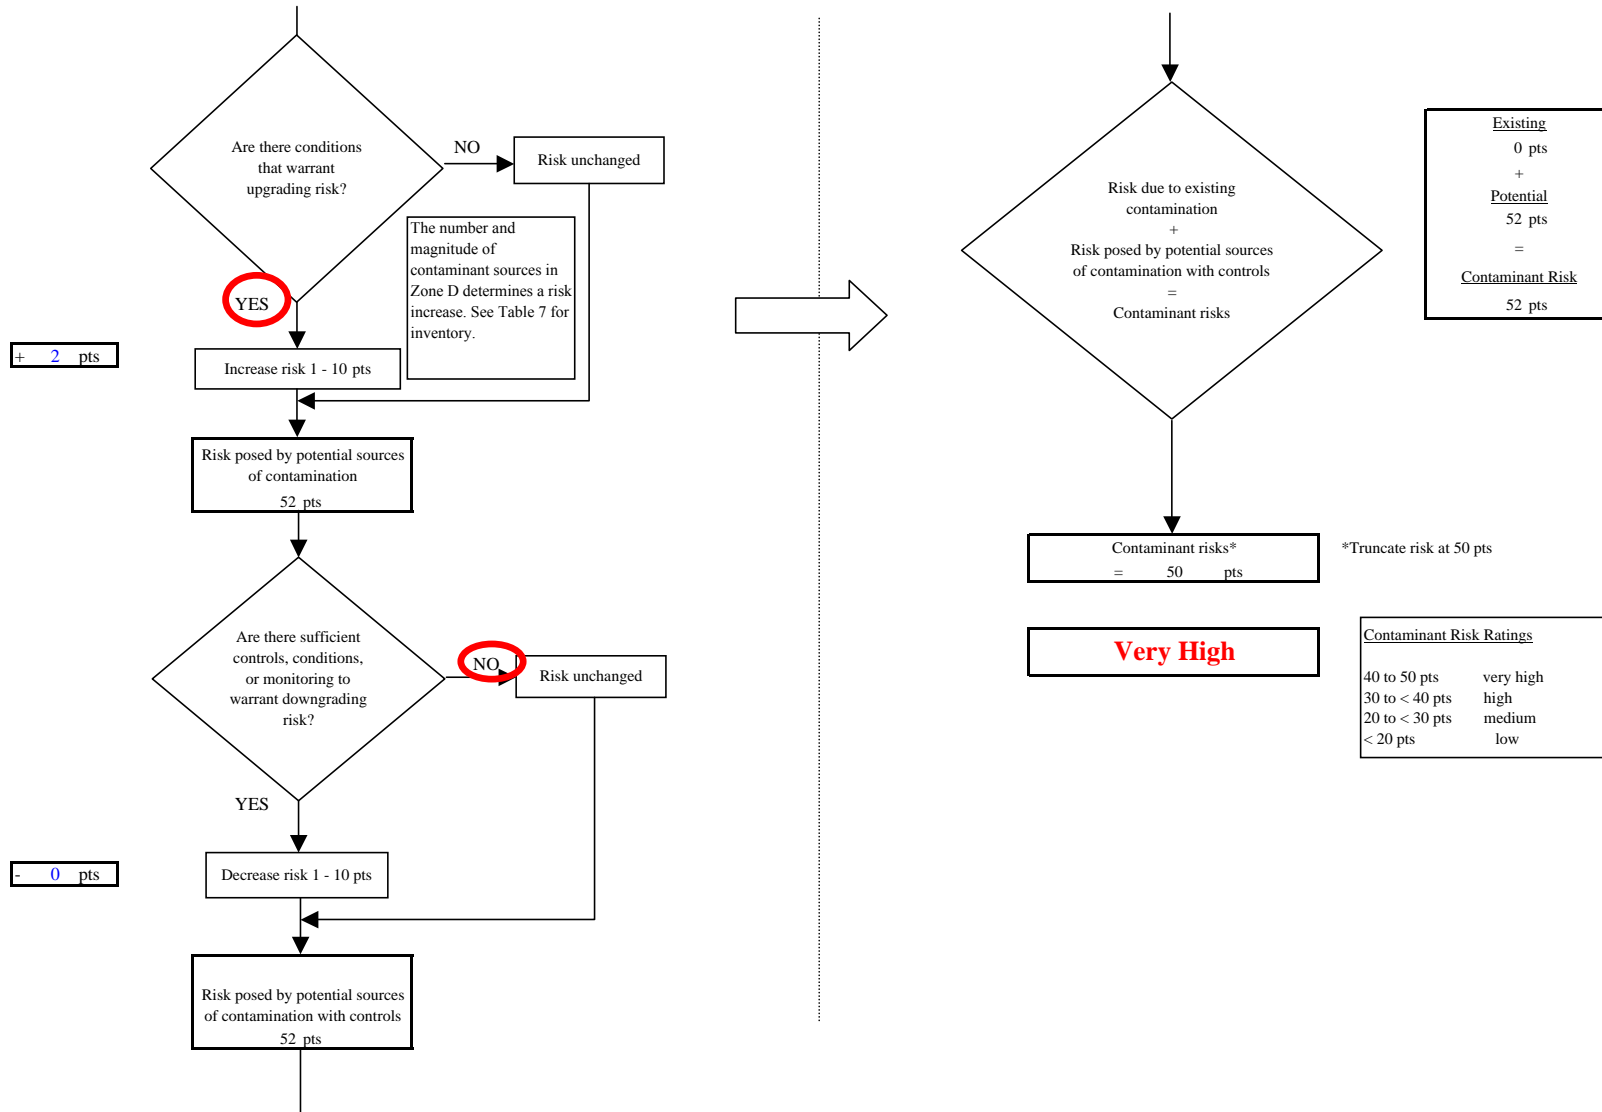 Are there conditions
that warrant
upgrading risk?
NO
Risk unchanged
The number and
magnitude of
contaminant sources in
Zone D determines a risk
increase. See Table 7 for
inventory.
YES
+ 2 pts
Increase risk 1 - 10 pts
Risk posed by potential sources
of contamination
52 pts
Are there sufficient
controls, conditions,
or monitoring to
warrant downgrading
risk?
NO
Risk unchanged
YES
- 0 pts
Decrease risk 1 - 10 pts
Risk posed by potential sources
of contamination with controls
52 pts
Risk due to existing
contamination
+
Risk posed by potential sources
of contamination with controls
=
Contaminant risks
Existing
0 pts
+
Potential
52 pts
=
Contaminant Risk
52 pts
Contaminant risks*
= 50 pts
*Truncate risk at 50 pts
Very High
Contaminant Risk Ratings
40 to 50 pts very high
30 to < 40 pts high
20 to < 30 pts medium
< 20 pts low